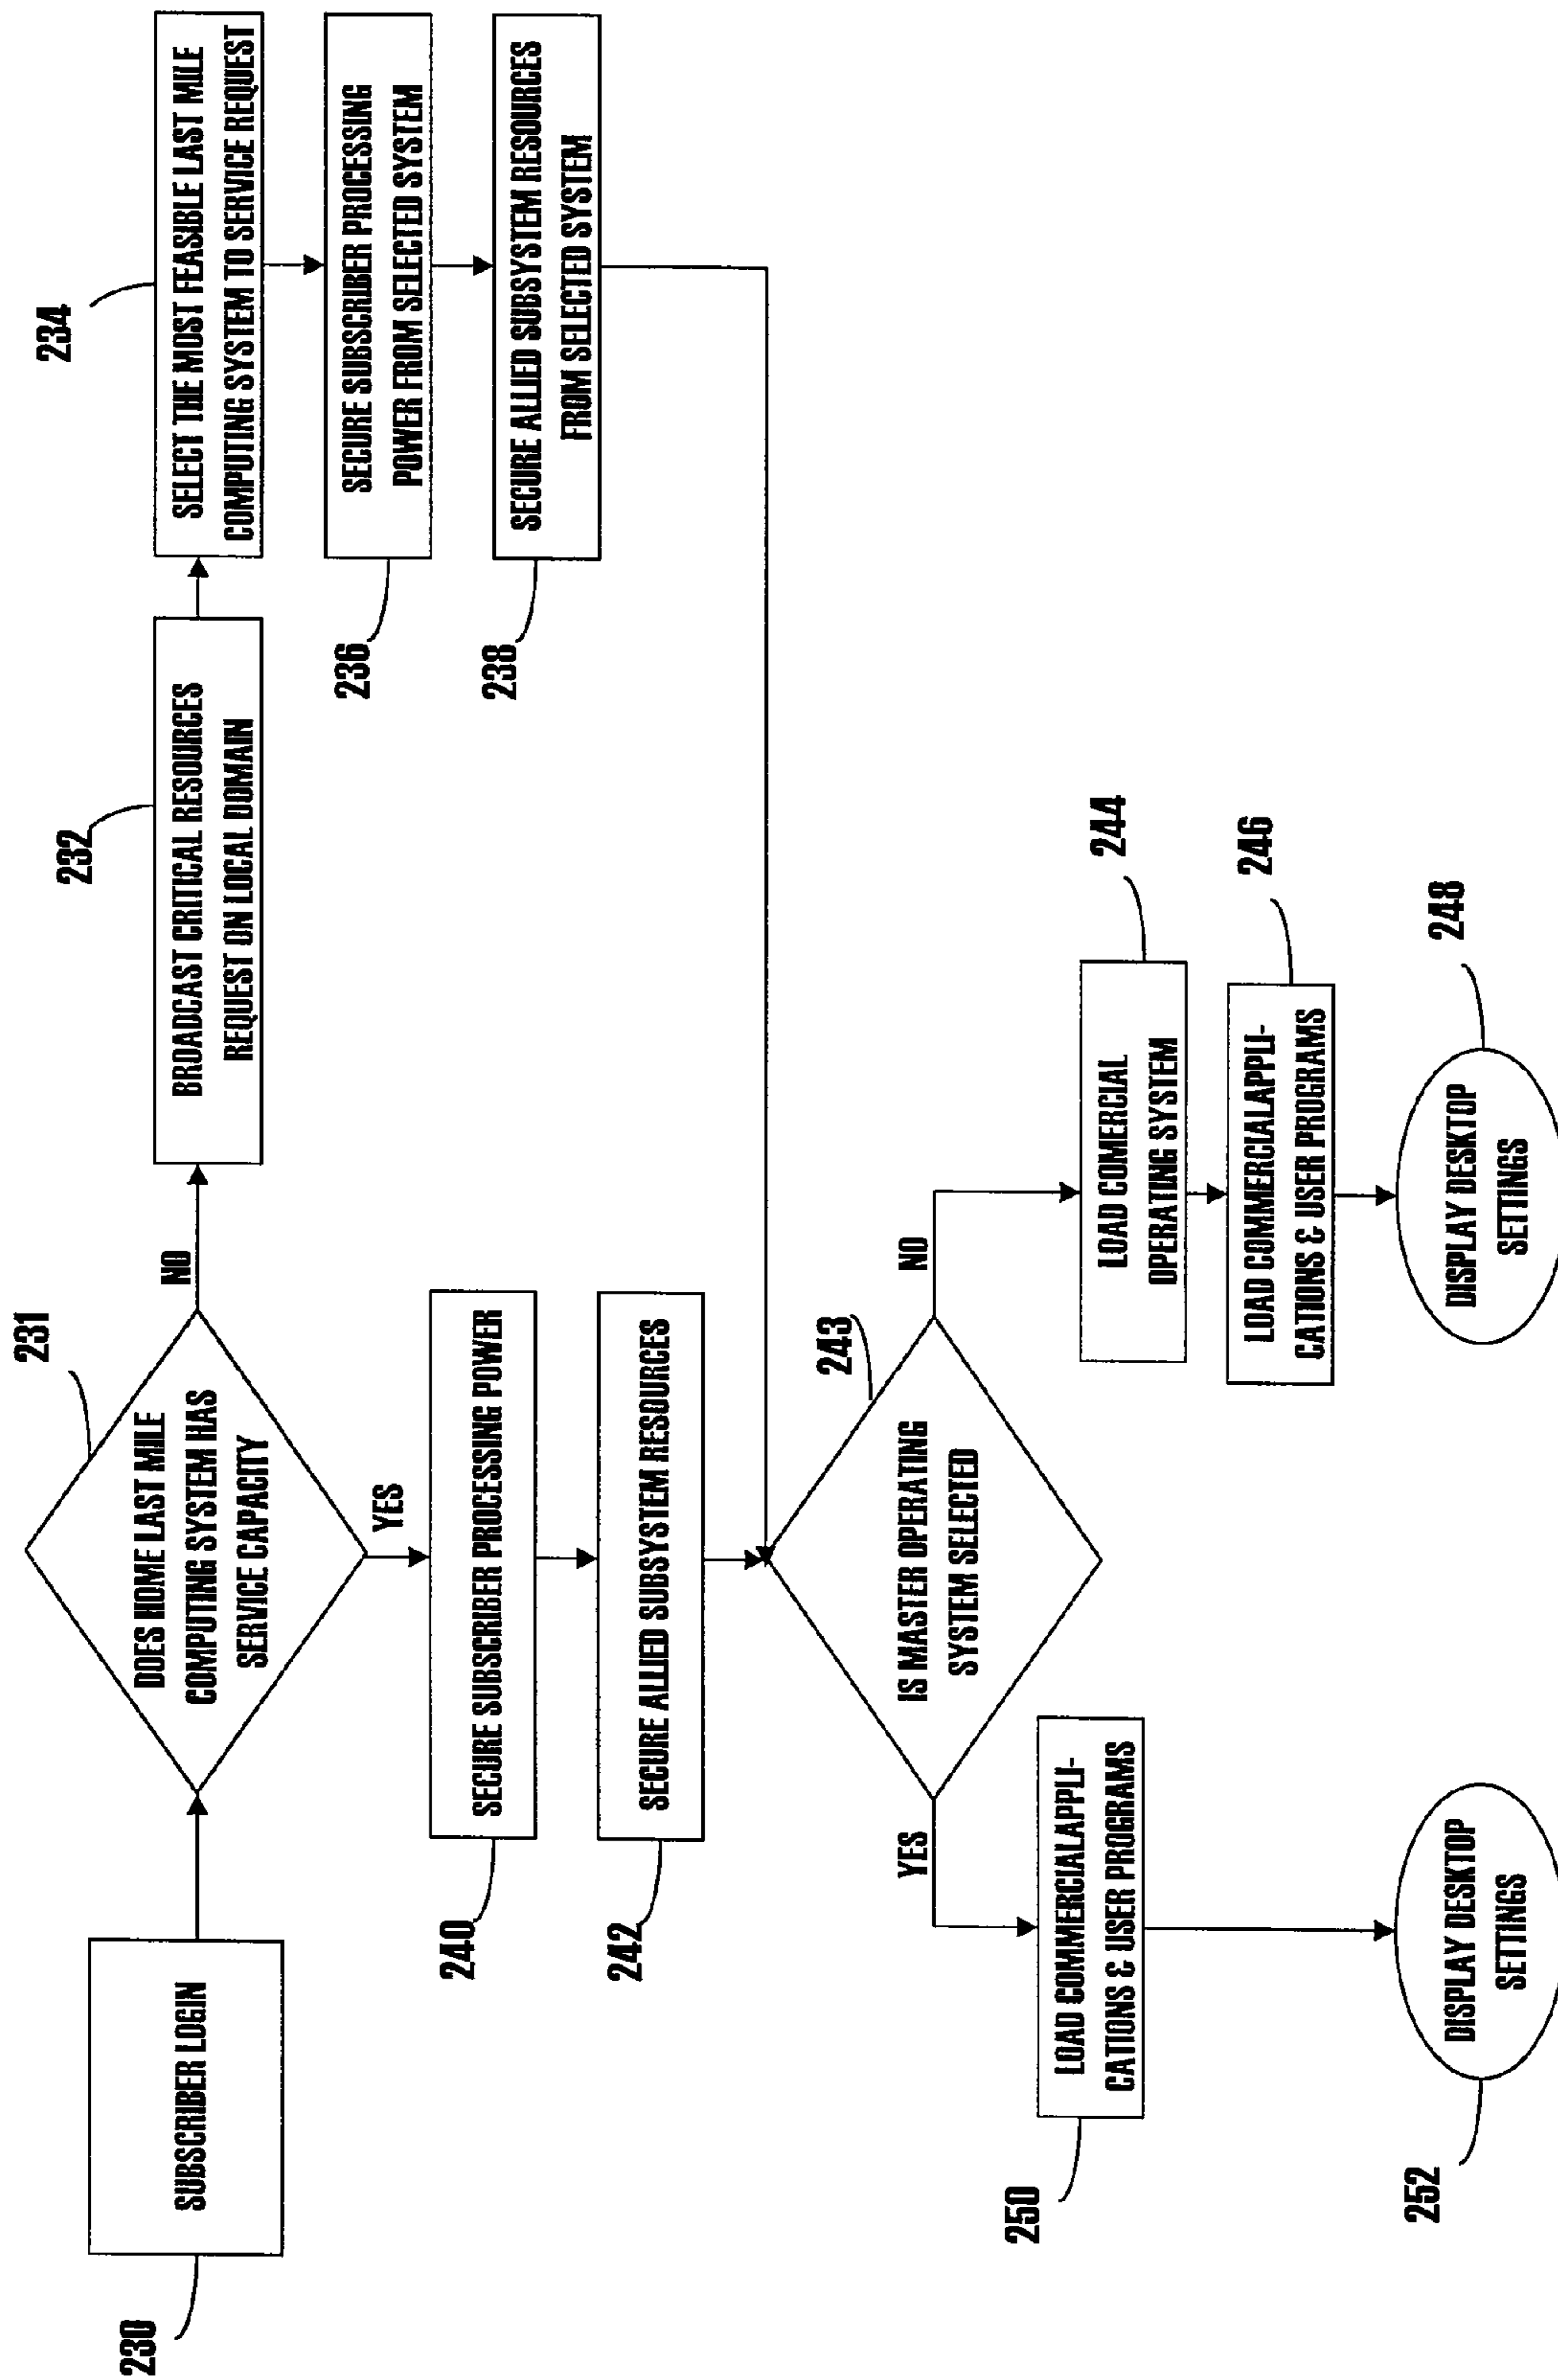 230
SUBSCRIBER LOGIN
231
DOES HOME LAST MILE
COMPUTING SYSTEM HAS
SERVICE CAPACITY
NO
232
BROADCAST CRITICAL RESOURCES
REQUEST ON LOCAL DOMAIN
234
SELECT THE MOST FEASIBLE LAST MILE
COMPUTING SYSTEM TO SERVICE REQUEST
236
SECURE SUBSCRIBER PROCESSING
POWER FROM SELECTED SYSTEM
238
SECURE ALLIED SUBSYSTEM RESOURCES
FROM SELECTED SYSTEM
YES
240
SECURE SUBSCRIBER PROCESSING POWER
242
SECURE ALLIED SUBSYSTEM RESOURCES
243
IS MASTER OPERATING
SYSTEM SELECTED
NO
244
LOAD COMERCIAL
OPERATING SYSTEM
246
LOAD COMMERCIALAPPLI-
CATIONS & USER PROGRAMS
248
DISPLAY DESKTOP
SETTINGS
YES
250
LOAD COMMERCIALAPPLI-
CATIONS & USER PROGRAMS
252
DISPLAY DESKTOP
SETTINGS